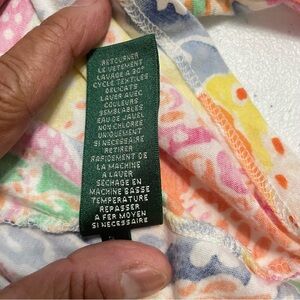 RETOURNER
LE VETEMENT
LAVAGE A 30°
CYCLE TEXTILES
DELICATS
LAVER AVEC
COULEURS
SEMBLABLES
EAU DE JAVEL
NON CHLOREE
UNIQUEMENT
SI NECESSAIRE
RETIRER
RAPIDEMENT DE
LA MACHINE
A LAVER
SECHAGE EN
MACHINE BASSE
TEMPERATURE
REPASSER
A FER MOYEN
SI NECESSAIRE